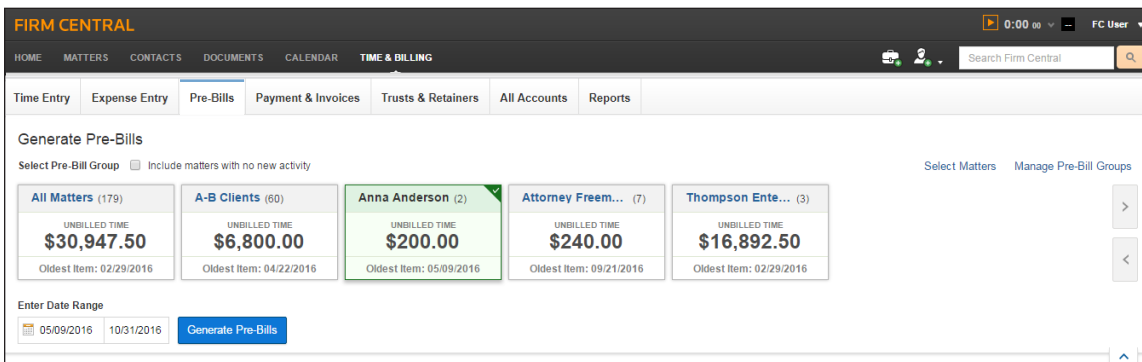 FIRM CENTRAL 0:00 00 FC User
HOME MATTERS CONTACTS DOCUMENTS CALENDAR TIME & BILLING Search Firm Central
Time Entry Expense Entry Pre-Bills Payment & Invoices Trusts & Retainers All Accounts Reports
Generate Pre-Bills
Select Pre-Bill Group Include matters with no new activity Select Matters Manage Pre-Bill Groups
All Matters (179) A-B Clients (60) Anna Anderson (2) Attorney Freem... (7) Thompson Ente... (3)
UNBILLED TIME UNBILLED TIME UNBILLED TIME UNBILLED TIME UNBILLED TIME
$30,947.50 $6,800.00 $200.00 $240.00 $16,892.50
Oldest Item: 02/29/2016 Oldest Item: 04/22/2016 Oldest Item: 05/09/2016 Oldest Item: 09/21/2016 Oldest Item: 02/29/2016
Enter Date Range
05/09/2016 10/31/2016 Generate Pre-Bills